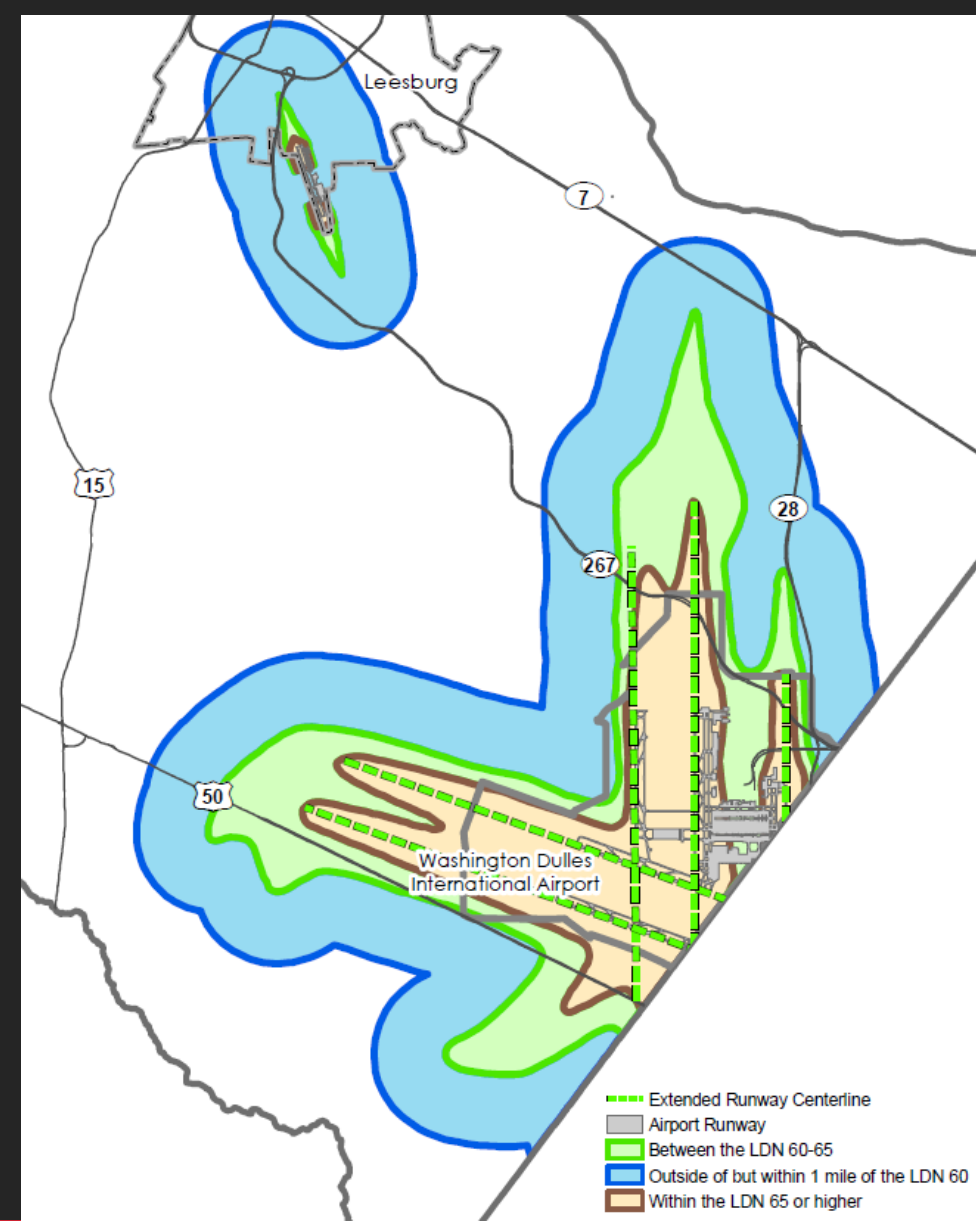 Leesburg
7
15
28
267
50
Washington Dulles
International Airport
Extended Runway Centerline
Airport Runway
Between the LDN 60-65
Outside of but within 1 mile of the LDN 60
Within the LDN 65 or higher